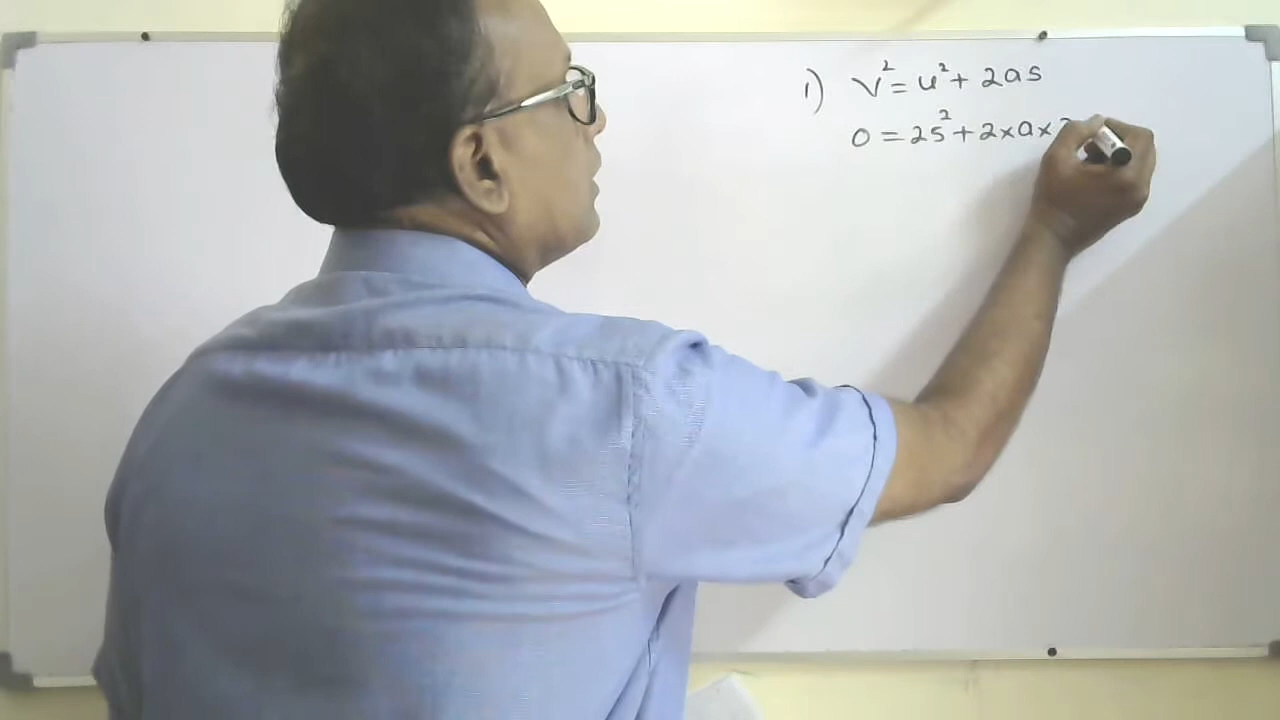 1) v² = u² + 2as
0 = 25² + 2×a×